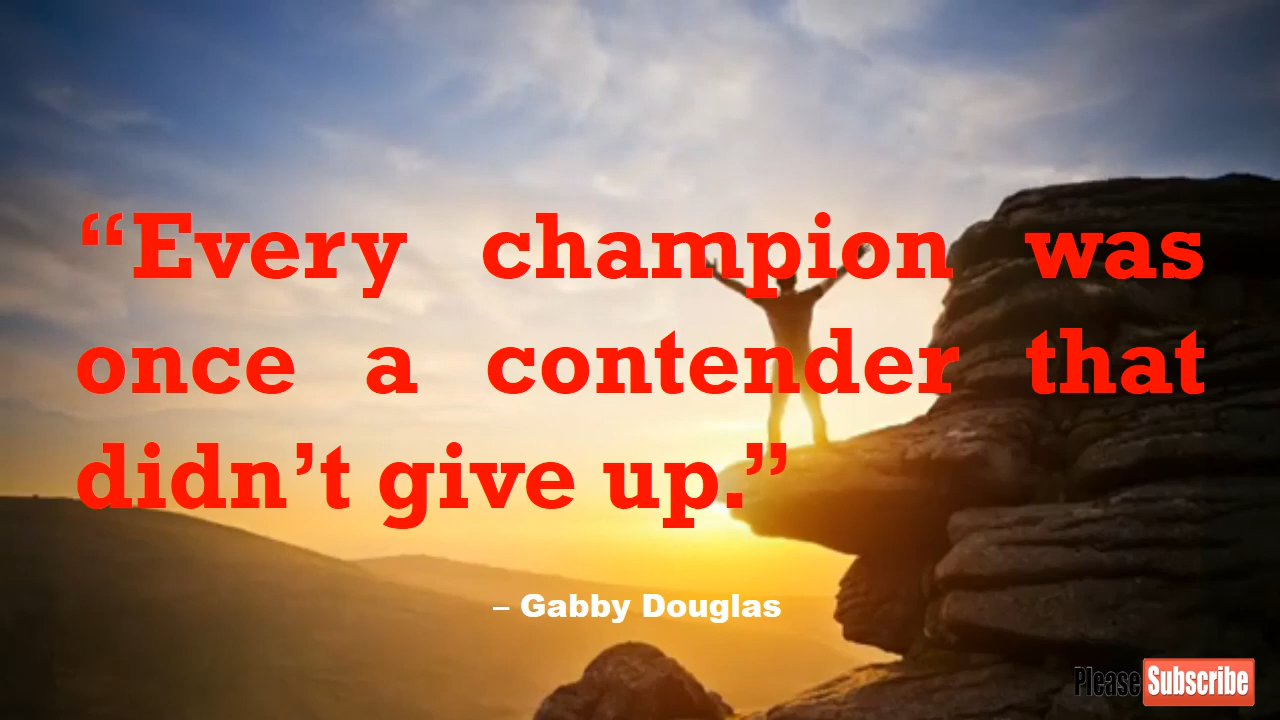 “Every champion was
once a contender that
didn’t give up.”
– Gabby Douglas
Please Subscribe